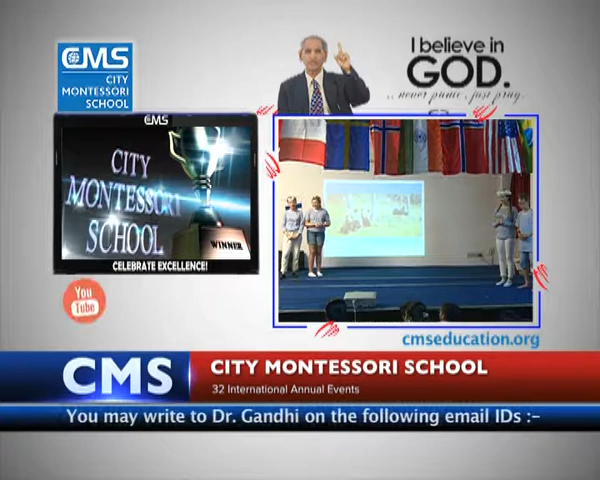 CMS
CITY
MONTESSORI
SCHOOL
I believe in
GOD.
...never panic, just pray.
CMS
CITY
MONTESSORI
SCHOOL
WINNER
CELEBRATE EXCELLENCE!
You
Tube
cmseducation.org
CMS
CITY MONTESSORI SCHOOL
32 International Annual Events
You may write to Dr. Gandhi on the following email IDs :-